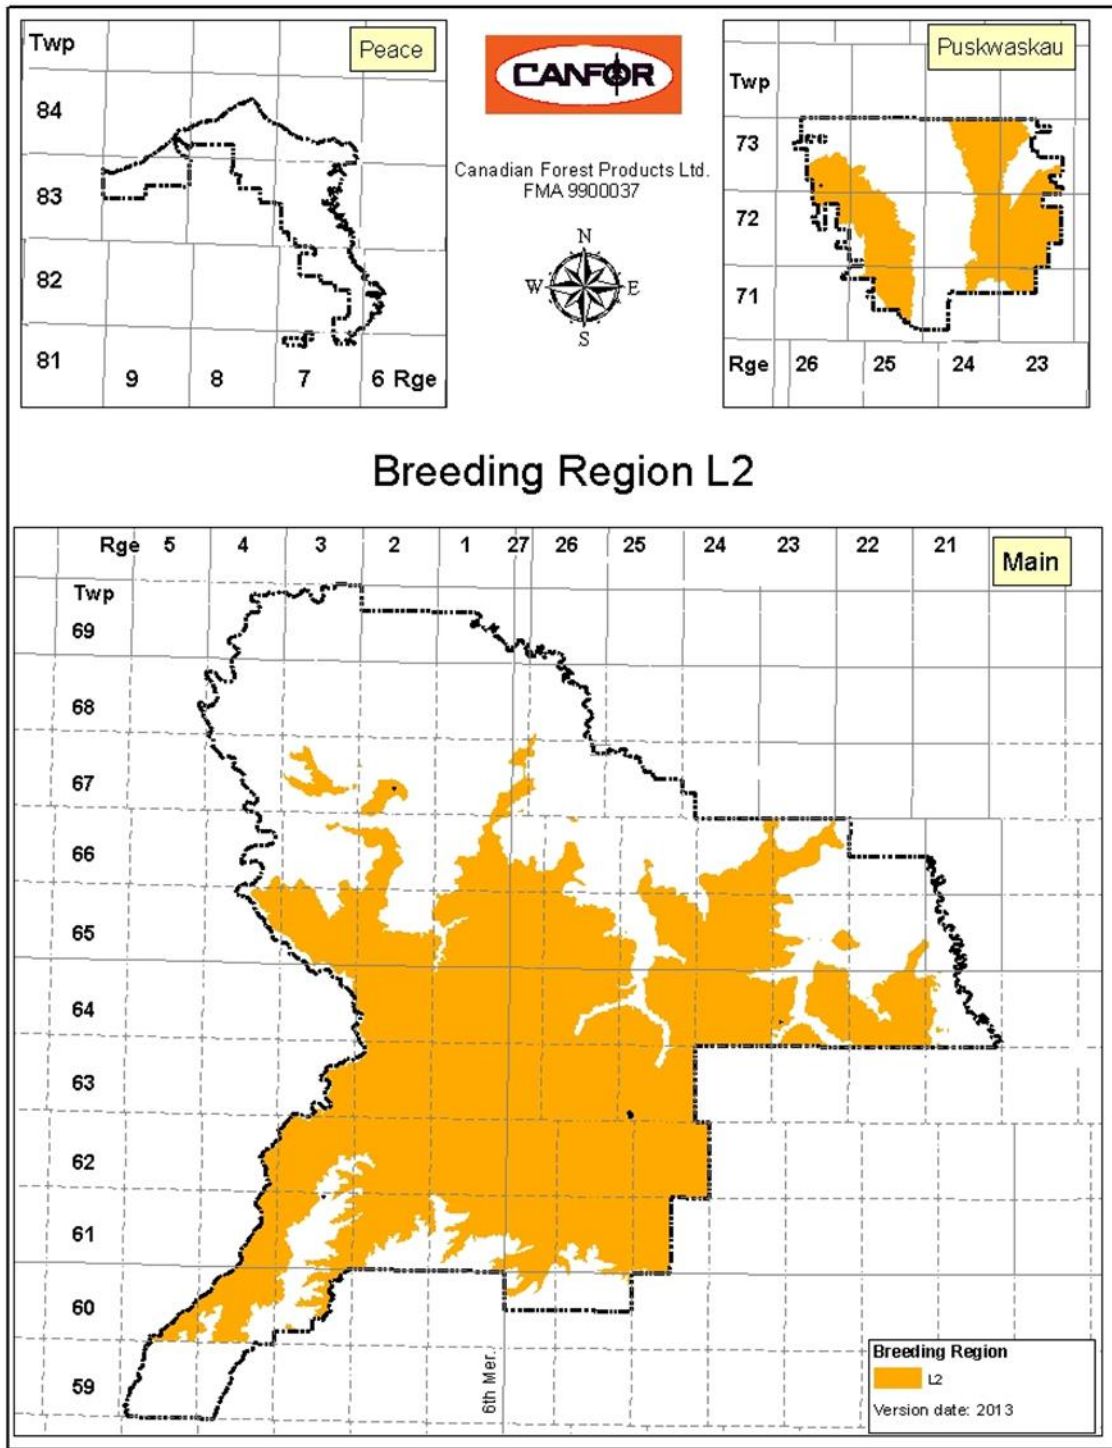 Twp
Peace
84
83
82
81
9 8 7 6 Rge
CANFOR
Canadian Forest Products Ltd.
FMA 9900037
N
W E
S
Puskwaskau
Twp
73
72
71
Rge 26 25 24 23
Breeding Region L2
Rge 5 4 3 2 1 27 26 25 24 23 22 21
Main
Twp
69
68
67
66
65
64
63
62
61
60
59
6th Mer.
Breeding Region
L2
Version date: 2013